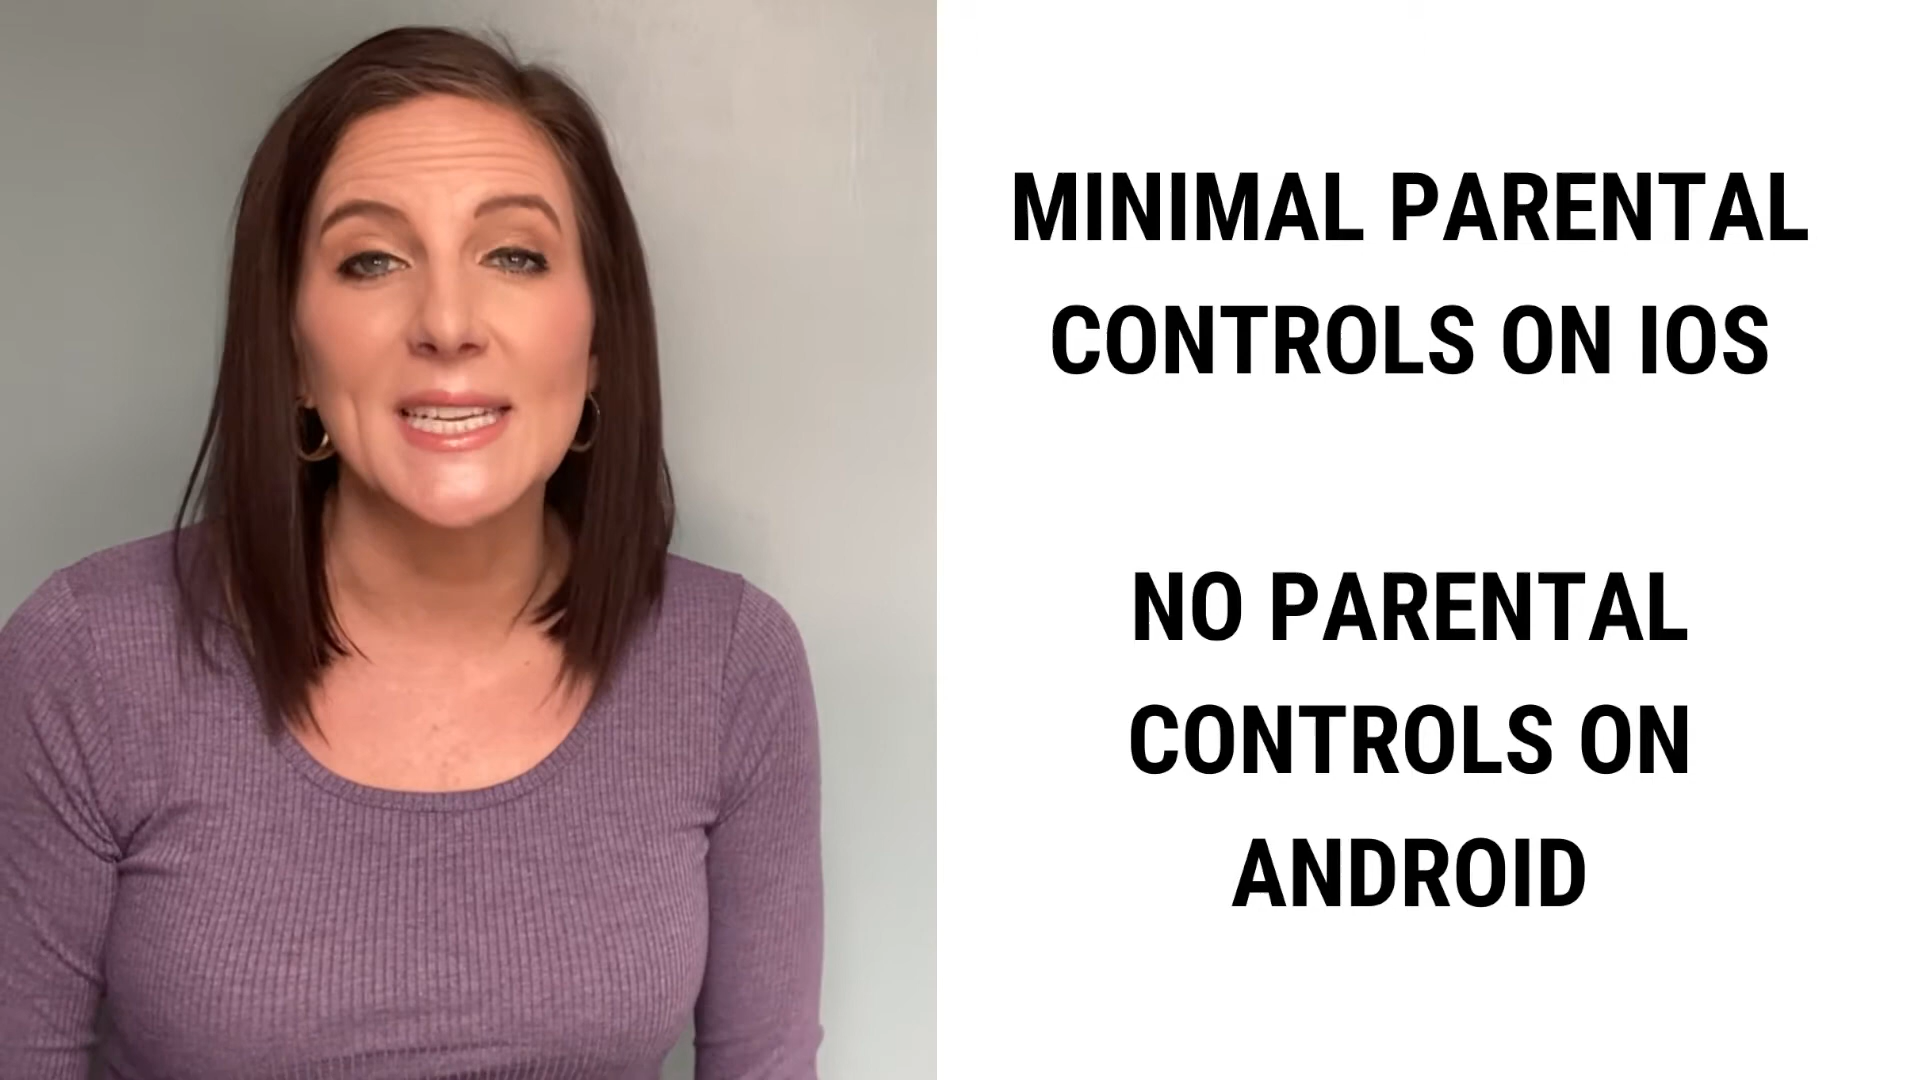 MINIMAL PARENTAL
CONTROLS ON IOS
NO PARENTAL
CONTROLS ON
ANDROID